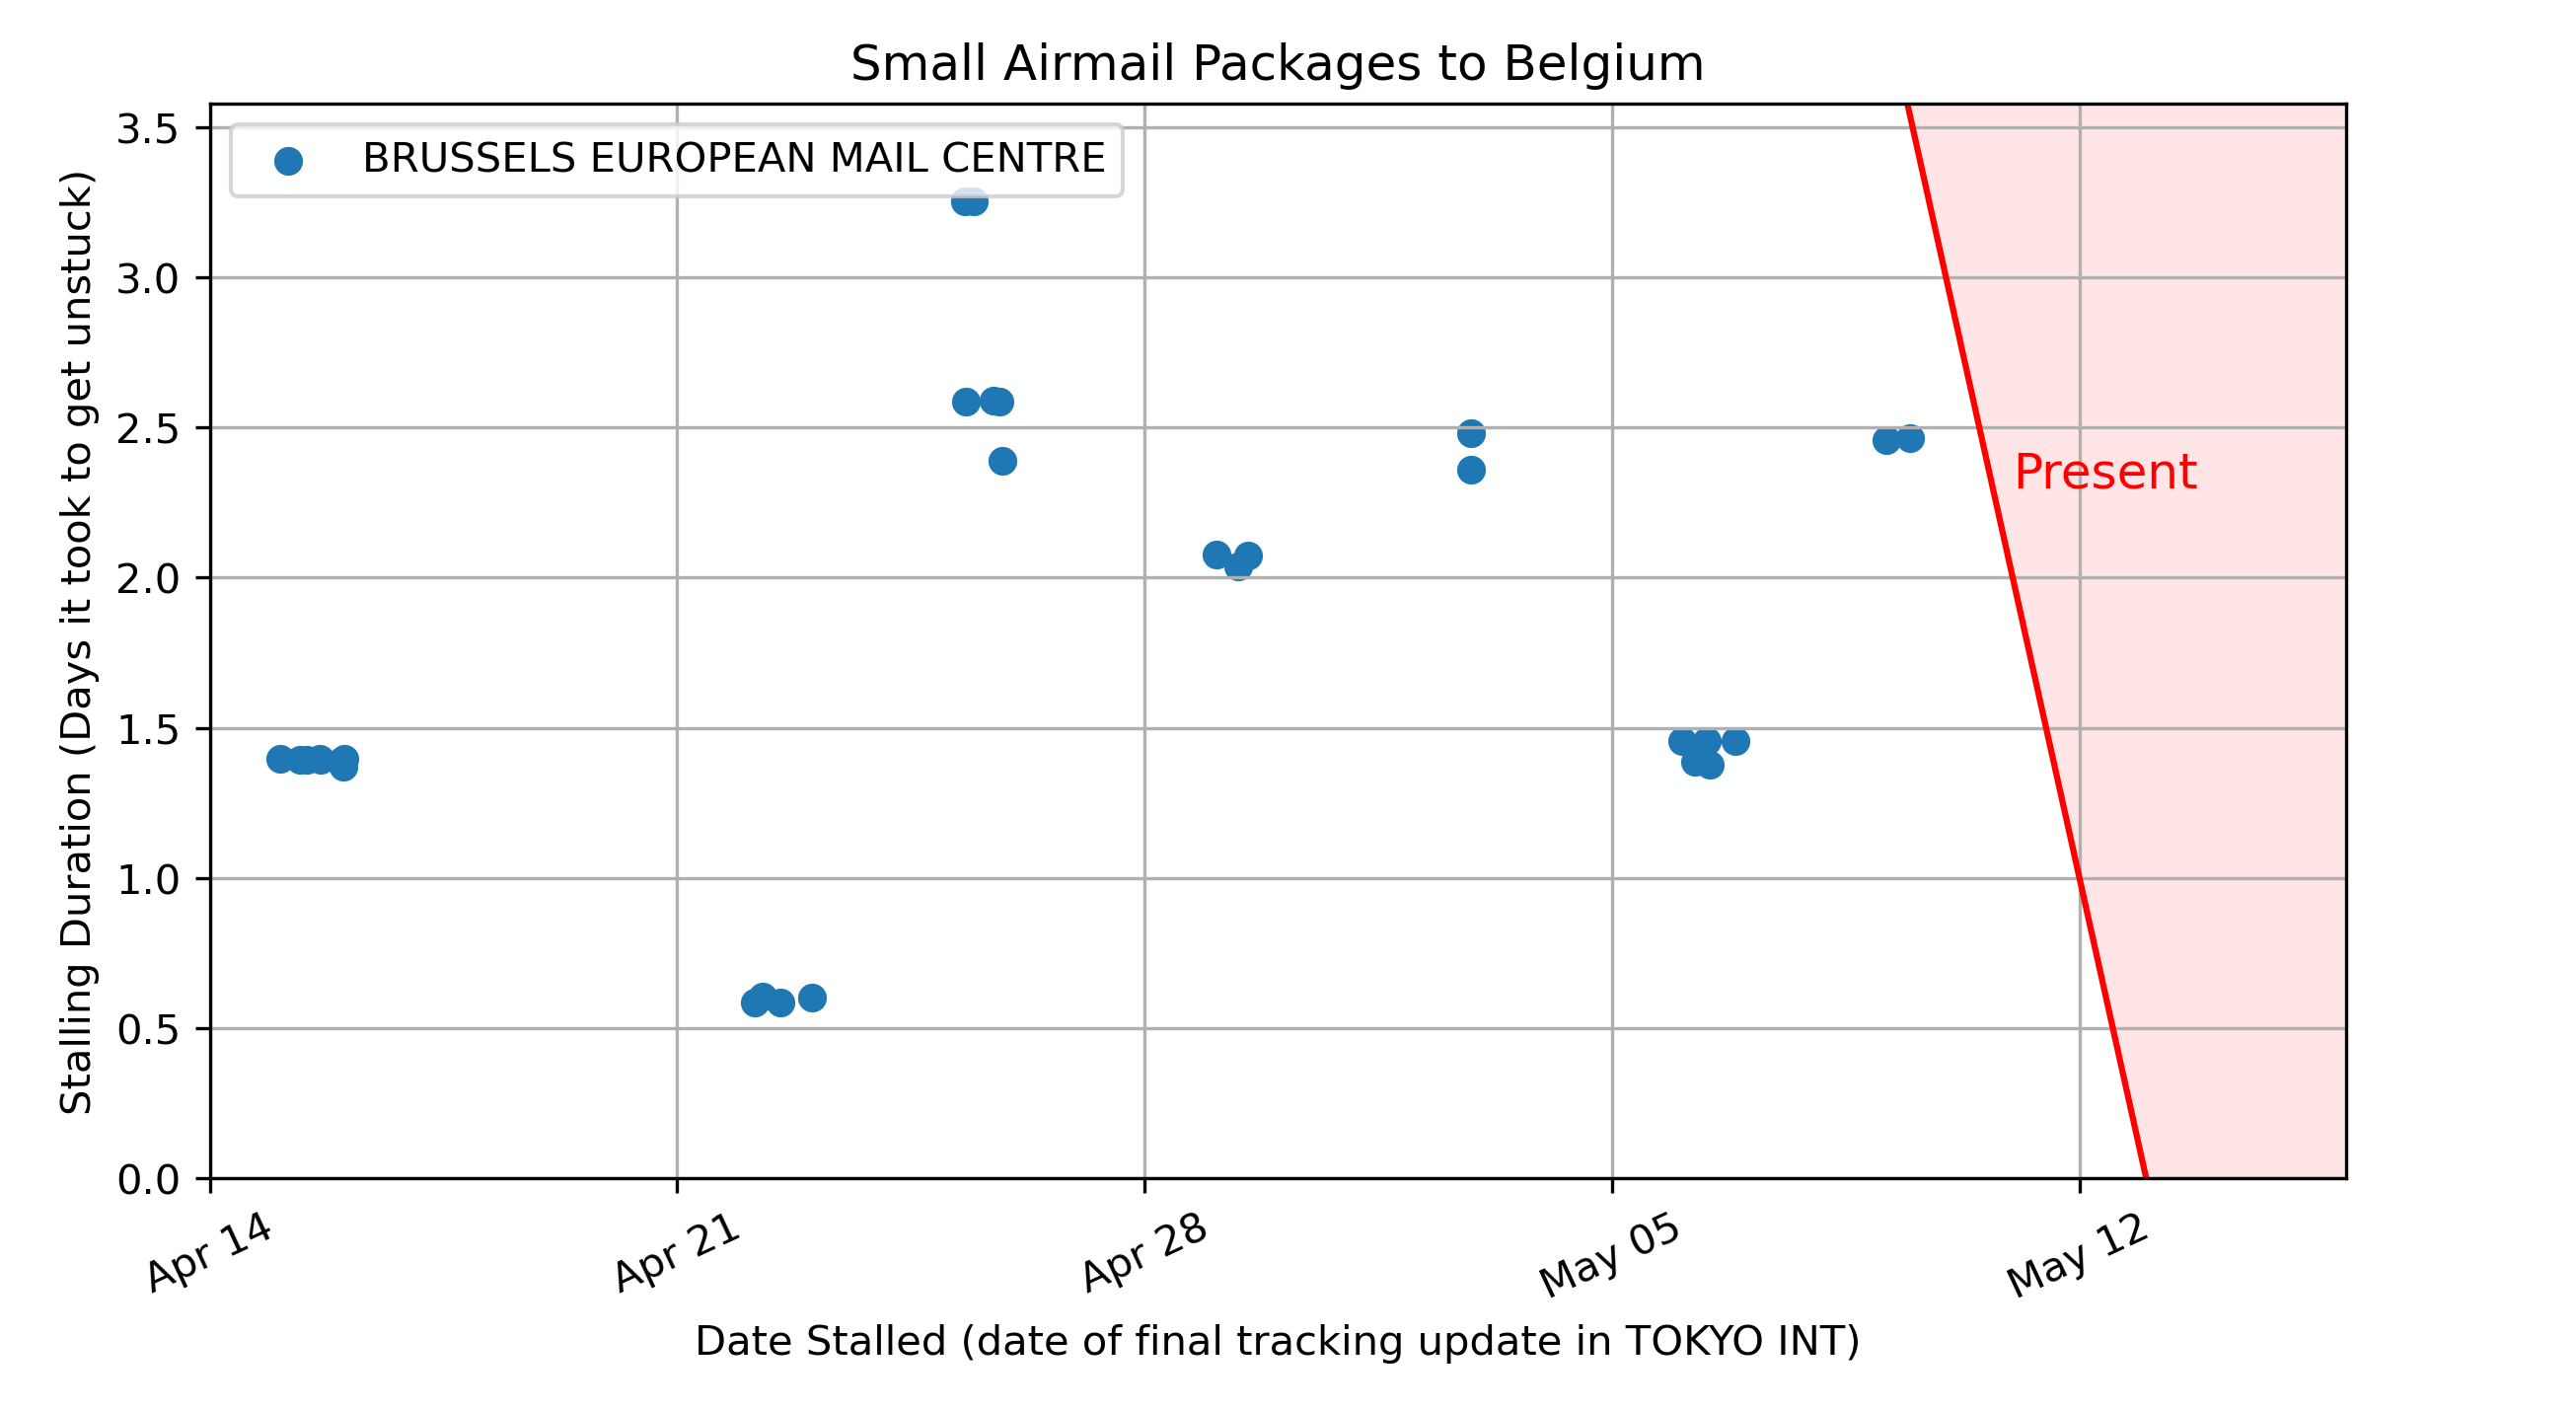 Small Airmail Packages to Belgium
BRUSSELS EUROPEAN MAIL CENTRE
Stalling Duration (Days it took to get unstuck)
3.5
3.0
2.5
2.0
1.5
1.0
0.5
0.0
Present
Apr 14
Apr 21
Apr 28
May 05
May 12
Date Stalled (date of final tracking update in TOKYO INT)